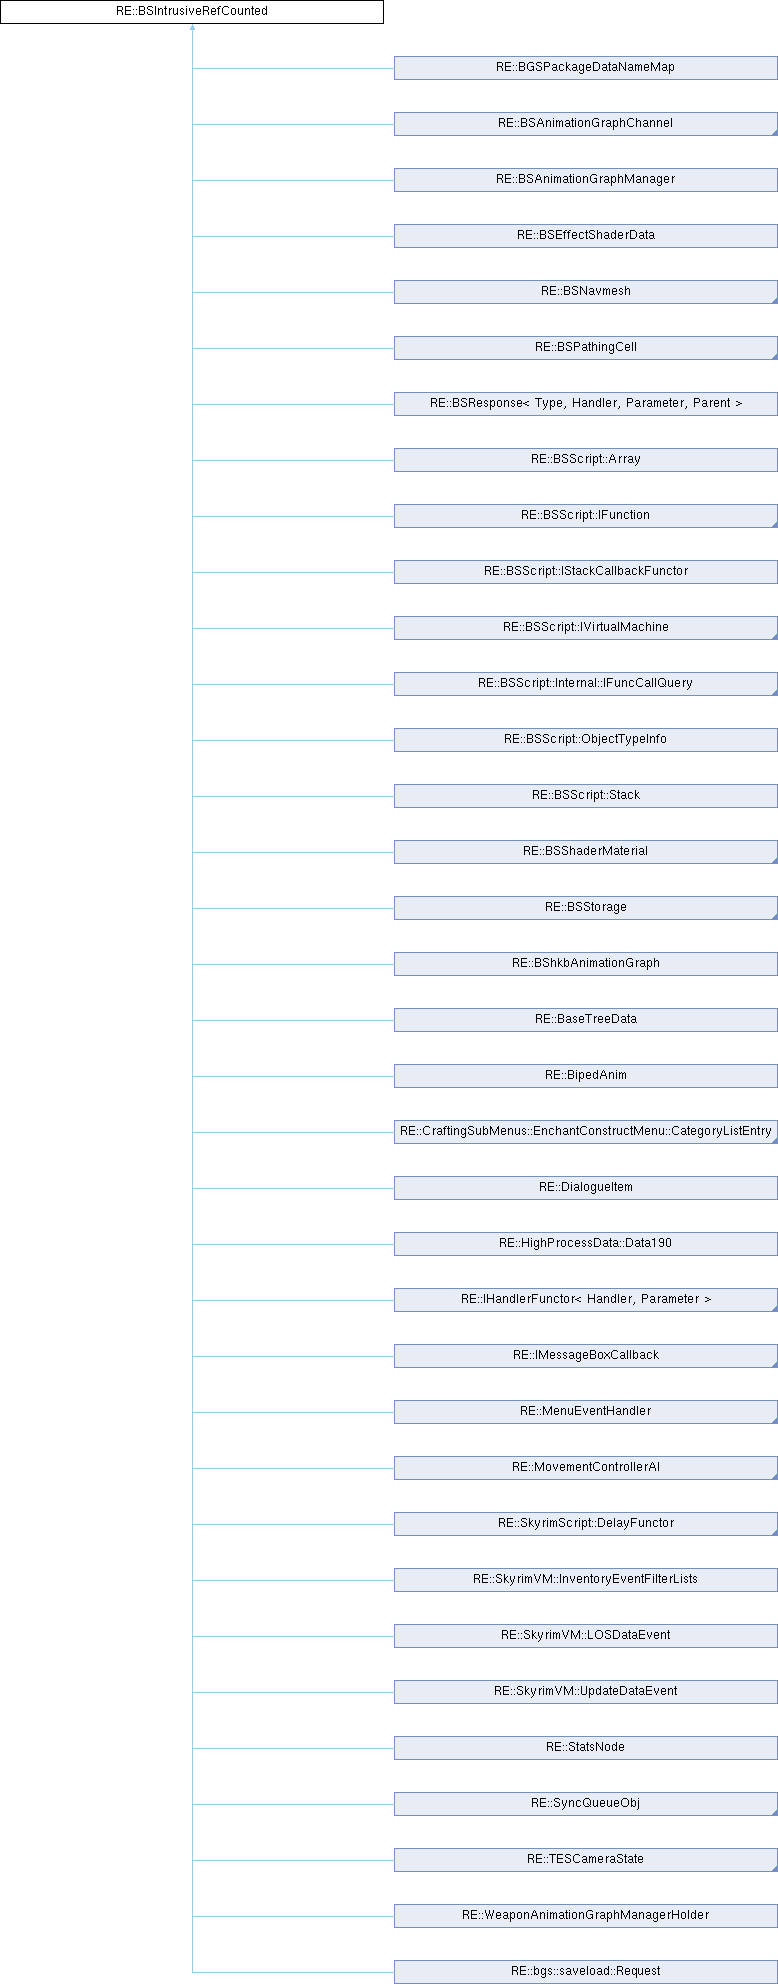 RE::BSIntrusiveRefCounted
RE::BGSPackageDataNameMap
RE::BSAnimationGraphChannel
RE::BSAnimationGraphManager
RE::BSEffectShaderData
RE::BSNavmesh
RE::BSPathingCell
RE::BSResponse< Type, Handler, Parameter, Parent >
RE::BSScript::Array
RE::BSScript::IFunction
RE::BSScript::IStackCallbackFunctor
RE::BSScript::IVirtualMachine
RE::BSScript::Internal::IFuncCallQuery
RE::BSScript::ObjectTypeInfo
RE::BSScript::Stack
RE::BSShaderMaterial
RE::BSStorage
RE::BShkbAnimationGraph
RE::BaseTreeData
RE::BipedAnim
RE::CraftingSubMenus::EnchantConstructMenu::CategoryListEntry
RE::DialogueItem
RE::HighProcessData::Data190
RE::IHandlerFunctor< Handler, Parameter >
RE::IMessageBoxCallback
RE::MenuEventHandler
RE::MovementControllerAI
RE::SkyrimScript::DelayFunctor
RE::SkyrimVM::InventoryEventFilterLists
RE::SkyrimVM::LOSDataEvent
RE::SkyrimVM::UpdateDataEvent
RE::StatsNode
RE::SyncQueueObj
RE::TESCameraState
RE::WeaponAnimationGraphManagerHolder
RE::bgs::saveload::Request